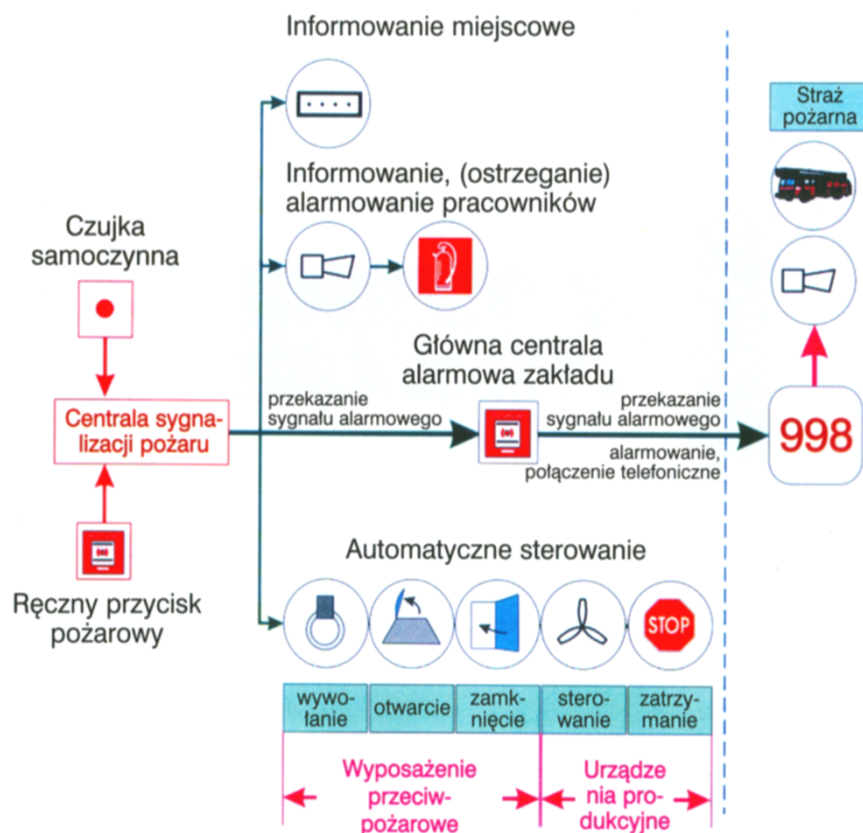 Informowanie miejscowe
Straż
pożarna
Informowanie, (ostrzeganie)
alarmowanie pracowników
Czujka
samoczynna
Główna centrala
alarmowa zakładu
Centrala sygna-
lizacji pożaru
przekazanie
sygnału alarmowego
przekazanie
sygnału alarmowego
alarmowanie,
połączenie telefoniczne
998
Ręczny przycisk
pożarowy
Automatyczne sterowanie
STOP
wywo-
łanie
otwarcie
zamk-
nięcie
stero-
wanie
zatrzy-
manie
Wyposażenie
przeciw-
pożarowe
Urządze
nia pro-
dukcyjne